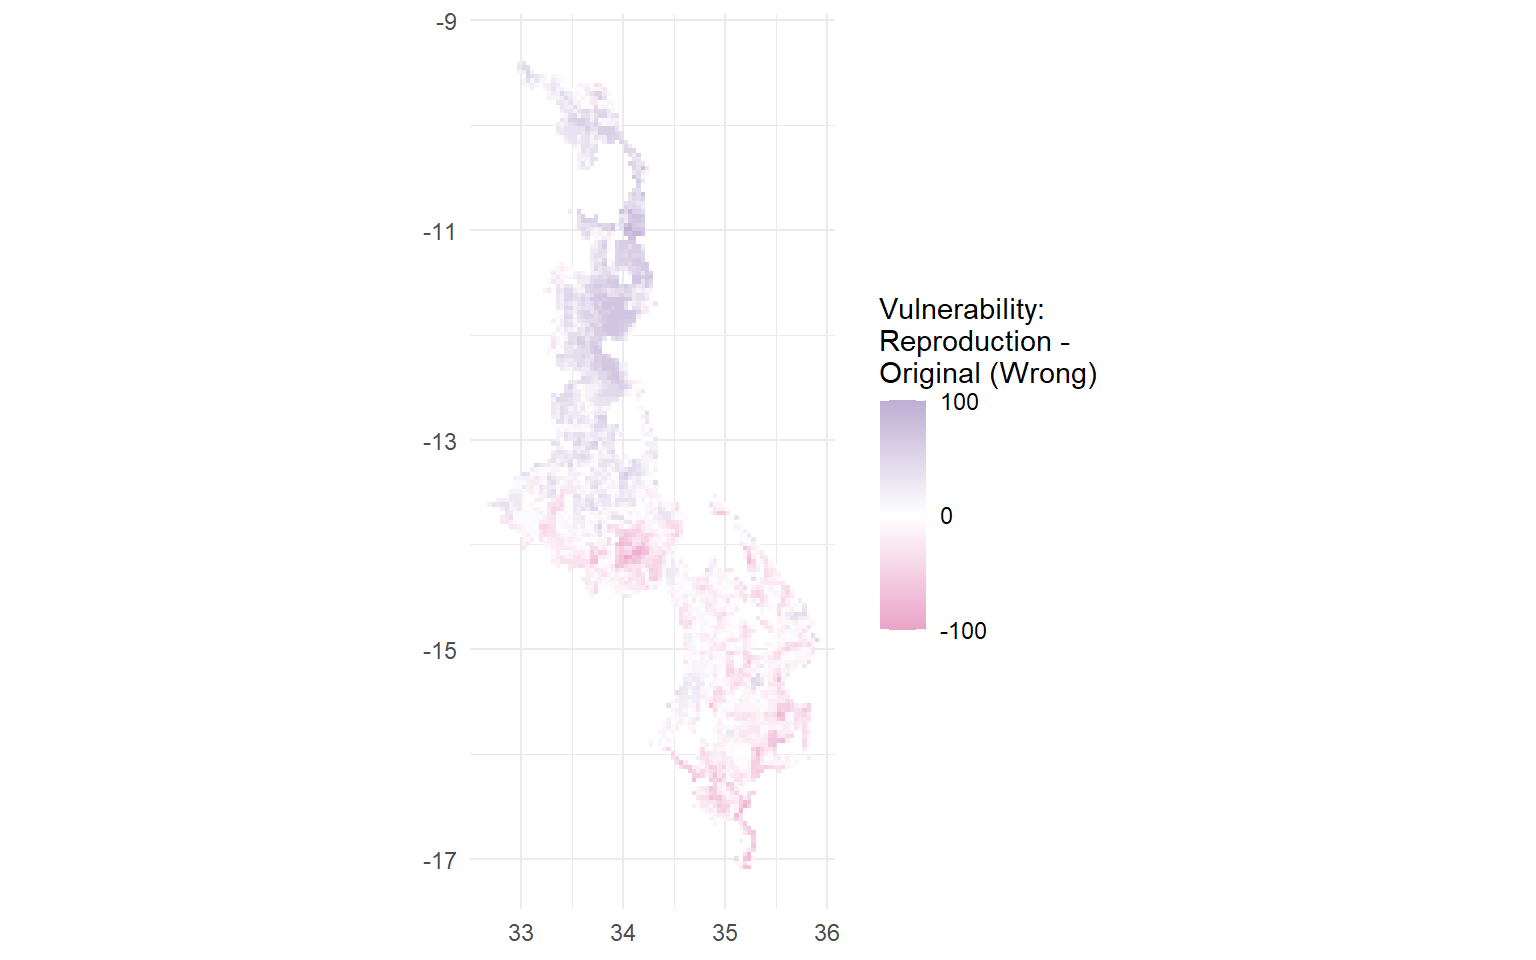 -9
-11
-13
-15
-17
33 34 35 36
Vulnerability:
Reproduction -
Original (Wrong)
100
0
-100